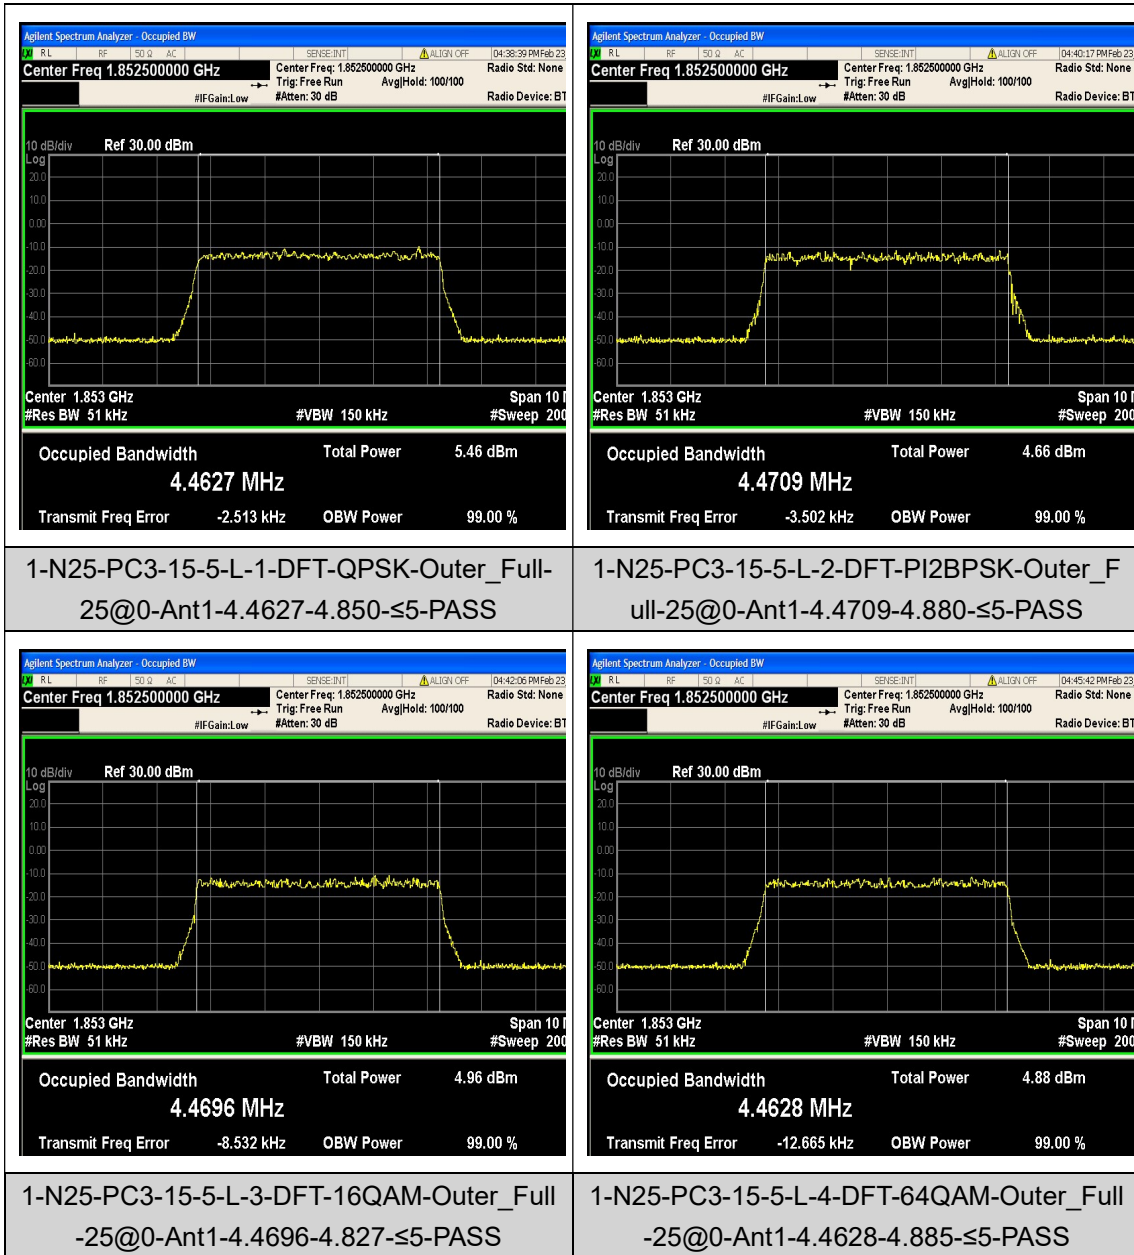 Agilent Spectrum Analyzer - Occupied BW
LXI RL RF 50 Ω AC SENSE:INT ALIGN OFF 04:38:39 PM Feb 23
Center Freq 1.852500000 GHz Center Freq: 1.852500000 GHz Radio Std: None
Trig: Free Run Avg|Hold: 100/100
#IFGain:Low #Atten: 30 dB Radio Device: BT
10 dB/div Ref 30.00 dBm
Log
20.0
10.0
0.00
-10.0
-20.0
-30.0
-40.0
-50.0
-60.0
Center 1.853 GHz Span 10
#Res BW 51 kHz #VBW 150 kHz #Sweep 200
Occupied Bandwidth Total Power 5.46 dBm
4.4627 MHz
Transmit Freq Error -2.513 kHz OBW Power 99.00 %
1-N25-PC3-15-5-L-1-DFT-QPSK-Outer_Full-
25@0-Ant1-4.4627-4.850-≤5-PASS
Agilent Spectrum Analyzer - Occupied BW
LXI RL RF 50 Ω AC SENSE:INT ALIGN OFF 04:40:17 PM Feb 23
Center Freq 1.852500000 GHz Center Freq: 1.852500000 GHz Radio Std: None
Trig: Free Run Avg|Hold: 100/100
#IFGain:Low #Atten: 30 dB Radio Device: BT
10 dB/div Ref 30.00 dBm
Log
20.0
10.0
0.00
-10.0
-20.0
-30.0
-40.0
-50.0
-60.0
Center 1.853 GHz Span 10
#Res BW 51 kHz #VBW 150 kHz #Sweep 200
Occupied Bandwidth Total Power 4.66 dBm
4.4709 MHz
Transmit Freq Error -3.502 kHz OBW Power 99.00 %
1-N25-PC3-15-5-L-2-DFT-PI2BPSK-Outer_F
ull-25@0-Ant1-4.4709-4.880-≤5-PASS
Agilent Spectrum Analyzer - Occupied BW
LXI RL RF 50 Ω AC SENSE:INT ALIGN OFF 04:42:06 PM Feb 23
Center Freq 1.852500000 GHz Center Freq: 1.852500000 GHz Radio Std: None
Trig: Free Run Avg|Hold: 100/100
#IFGain:Low #Atten: 30 dB Radio Device: BT
10 dB/div Ref 30.00 dBm
Log
20.0
10.0
0.00
-10.0
-20.0
-30.0
-40.0
-50.0
-60.0
Center 1.853 GHz Span 10
#Res BW 51 kHz #VBW 150 kHz #Sweep 200
Occupied Bandwidth Total Power 4.96 dBm
4.4696 MHz
Transmit Freq Error -8.532 kHz OBW Power 99.00 %
1-N25-PC3-15-5-L-3-DFT-16QAM-Outer_Full
-25@0-Ant1-4.4696-4.827-≤5-PASS
Agilent Spectrum Analyzer - Occupied BW
LXI RL RF 50 Ω AC SENSE:INT ALIGN OFF 04:45:42 PM Feb 23
Center Freq 1.852500000 GHz Center Freq: 1.852500000 GHz Radio Std: None
Trig: Free Run Avg|Hold: 100/100
#IFGain:Low #Atten: 30 dB Radio Device: BT
10 dB/div Ref 30.00 dBm
Log
20.0
10.0
0.00
-10.0
-20.0
-30.0
-40.0
-50.0
-60.0
Center 1.853 GHz Span 10
#Res BW 51 kHz #VBW 150 kHz #Sweep 200
Occupied Bandwidth Total Power 4.88 dBm
4.4628 MHz
Transmit Freq Error -12.665 kHz OBW Power 99.00 %
1-N25-PC3-15-5-L-4-DFT-64QAM-Outer_Full
-25@0-Ant1-4.4628-4.885-≤5-PASS